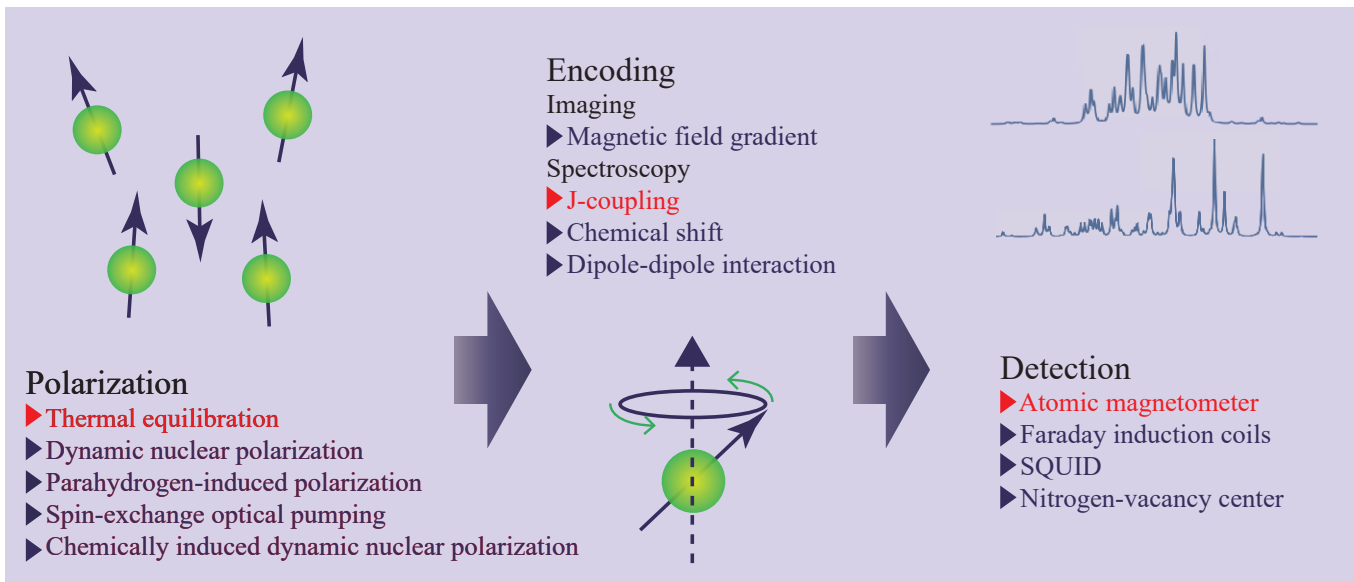 Polarization
Thermal equilibration
Dynamic nuclear polarization
Parahydrogen-induced polarization
Spin-exchange optical pumping
Chemically induced dynamic nuclear polarization
Encoding
Imaging
Magnetic field gradient
Spectroscopy
J-coupling
Chemical shift
Dipole-dipole interaction
Detection
Atomic magnetometer
Faraday induction coils
SQUID
Nitrogen-vacancy center